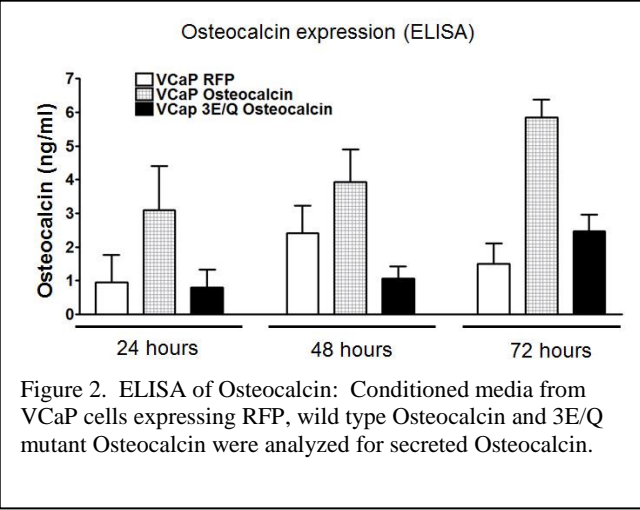 Osteocalcin expression (ELISA)
VCaP RFP
VCaP Osteocalcin
VCap 3E/Q Osteocalcin
Osteocalcin (ng/ml)
7
6
5
4
3
2
1
0
24 hours
48 hours
72 hours
Figure 2. ELISA of Osteocalcin: Conditioned media from
VCaP cells expressing RFP, wild type Osteocalcin and 3E/Q
mutant Osteocalcin were analyzed for secreted Osteocalcin.